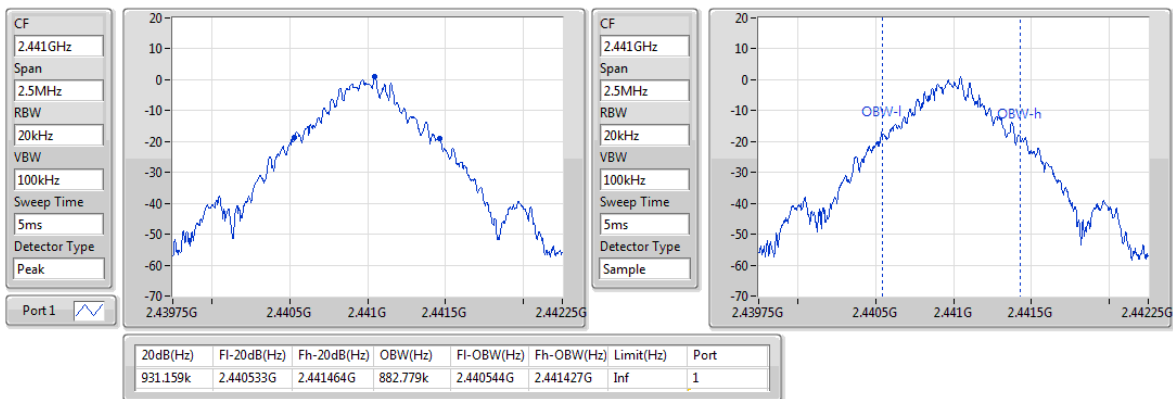 CF
2.441GHz
Span
2.5MHz
RBW
20kHz
VBW
100kHz
Sweep Time
5ms
Detector Type
Peak
Port 1
20
10
0
-10
-20
-30
-40
-50
-60
-70
2.43975G 2.4405G 2.441G 2.4415G 2.44225G
CF
2.441GHz
Span
2.5MHz
RBW
20kHz
VBW
100kHz
Sweep Time
5ms
Detector Type
Sample
20
10
0
-10
-20
-30
-40
-50
-60
-70
OBW-l OBW-h
2.43975G 2.4405G 2.441G 2.4415G 2.44225G
20dB(Hz) Fl-20dB(Hz) Fh-20dB(Hz) OBW(Hz) Fl-OBW(Hz) Fh-OBW(Hz) Limit(Hz) Port
931.159k 2.440533G 2.441464G 882.779k 2.440544G 2.441427G Inf 1